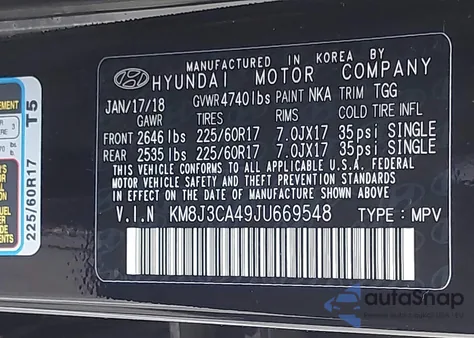 MANUFACTURED IN KOREA BY
HYUNDAI MOTOR COMPANY
JAN/17/18 GVWR 4740lbs PAINT NKA TRIM TGG
GAWR TIRES RIMS COLD TIRE INFL
FRONT 2646 lbs 225/60R17 7.0JX17 35psi SINGLE
REAR 2535 lbs 225/60R17 7.0JX17 35psi SINGLE
THIS VEHICLE CONFORMS TO ALL APPLICABLE U.S.A. FEDERAL
MOTOR VEHICLE SAFETY AND THEFT PREVENTION STANDARDS
IN EFFECT ON THE DATE OF MANUFACTURE SHOWN ABOVE.
V.I.N KM8J3CA49JU669548 TYPE: MPV
225/60R17 T5
autoSnap